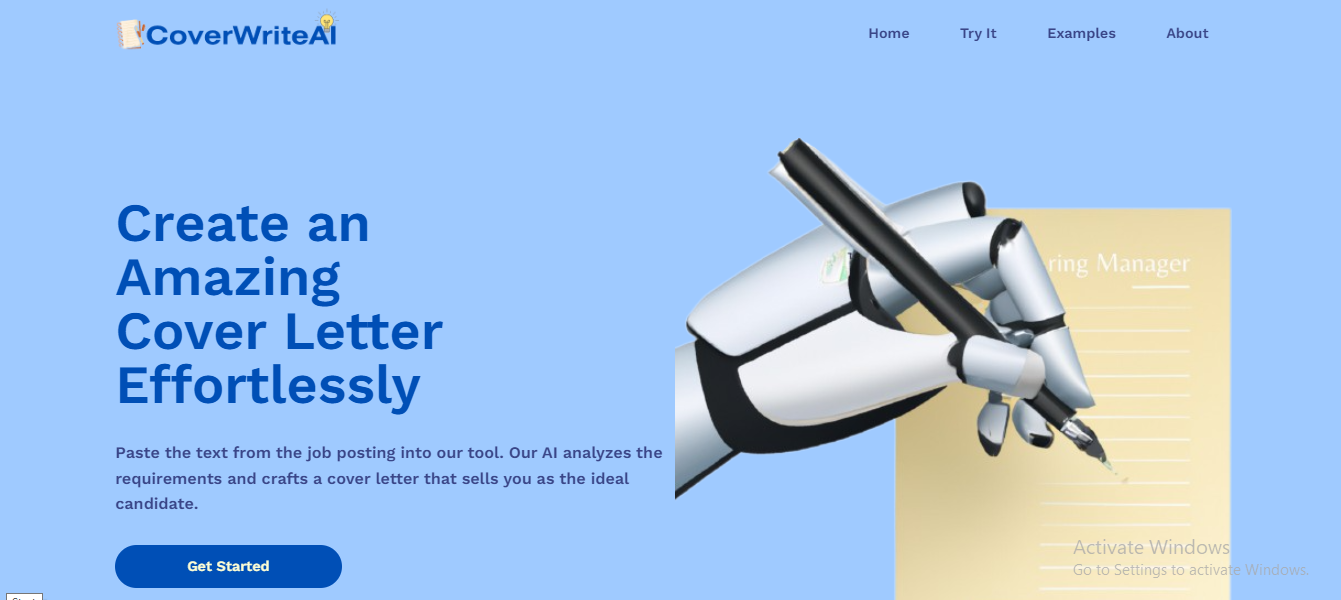 CoverWriteAI
Home
Try It
Examples
About
Create an
Amazing
Cover Letter
Effortlessly
ring Manager
Paste the text from the job posting into our tool. Our AI analyzes the
requirements and crafts a cover letter that sells you as the ideal
candidate.
Get Started
Activate Windows
Go to Settings to activate Windows.